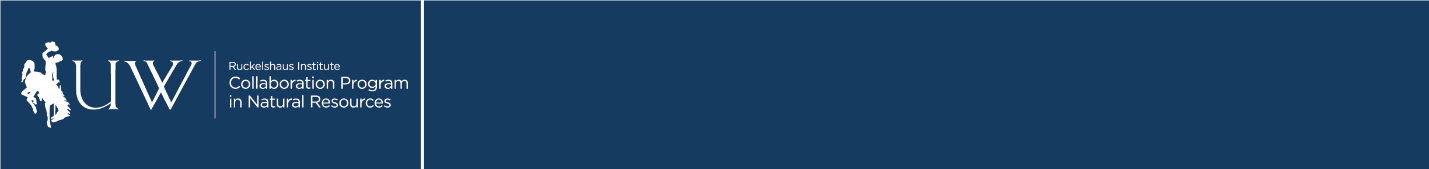 UW
Ruckelshaus Institute
Collaboration Program
in Natural Resources